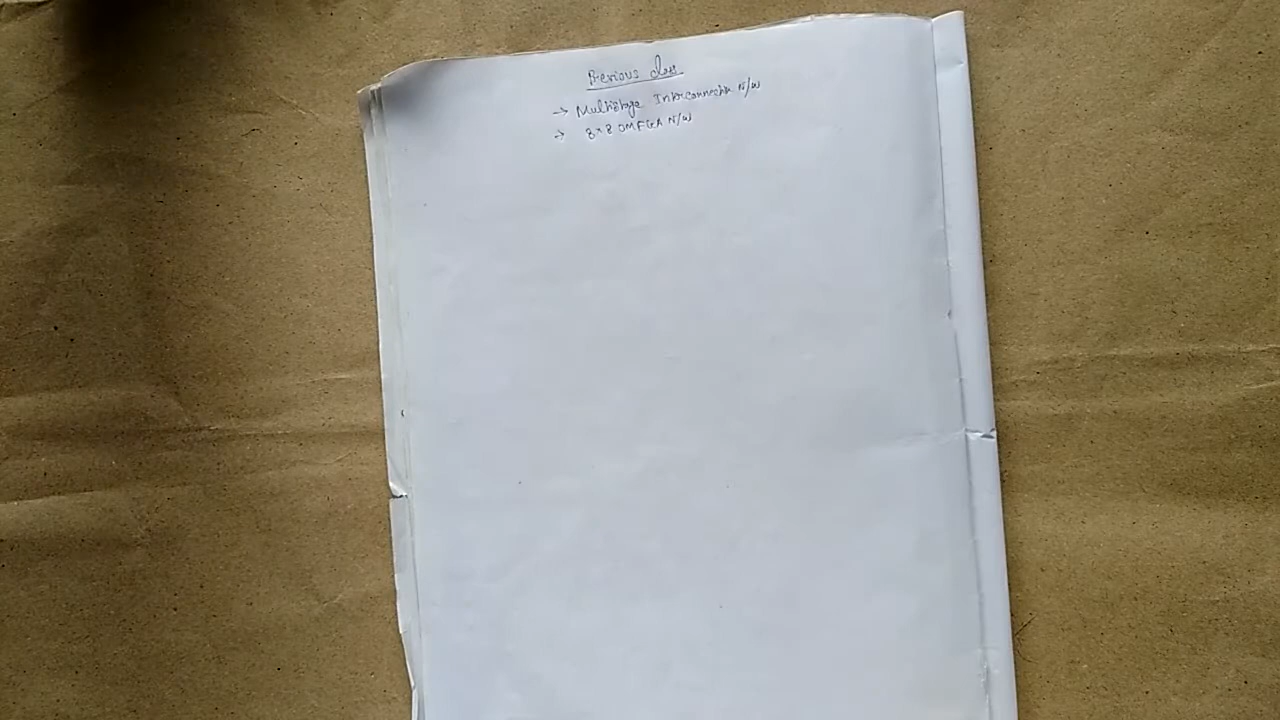 Previous class
→ Multistage Interconnection N/W
→ 8×8 OMEGA N/W